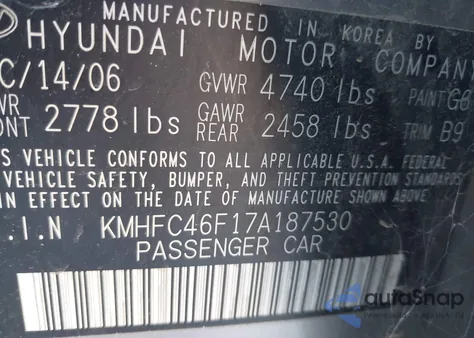 MANUFACTURED IN KOREA BY
HYUNDAI MOTOR COMPANY
C/14/06 GVWR 4740 lbs PAINT
WR
ONT 2778 lbs GAWR
REAR 2458 lbs TRIM B9
S VEHICLE CONFORMS TO ALL APPLICABLE U.S.A. FEDERAL
VEHICLE SAFETY, BUMPER, AND THEFT PREVENTION STANDARDS
IN EFFECT ON THE DATE OF MANUFACTURE SHOWN ABOVE.
.I.N KMHFC46F17A187530
PASSENGER CAR
autoSnap